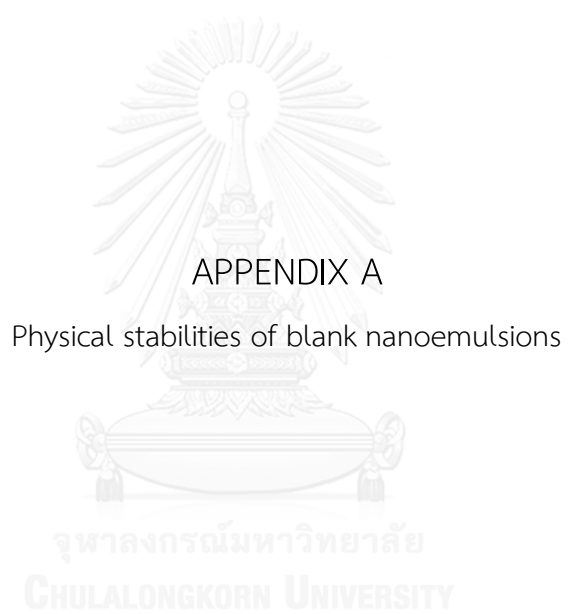 APPENDIX A
Physical stabilities of blank nanoemulsions
จุฬาลงกรณ์มหาวิทยาลัย
CHULALONGKORN UNIVERSITY